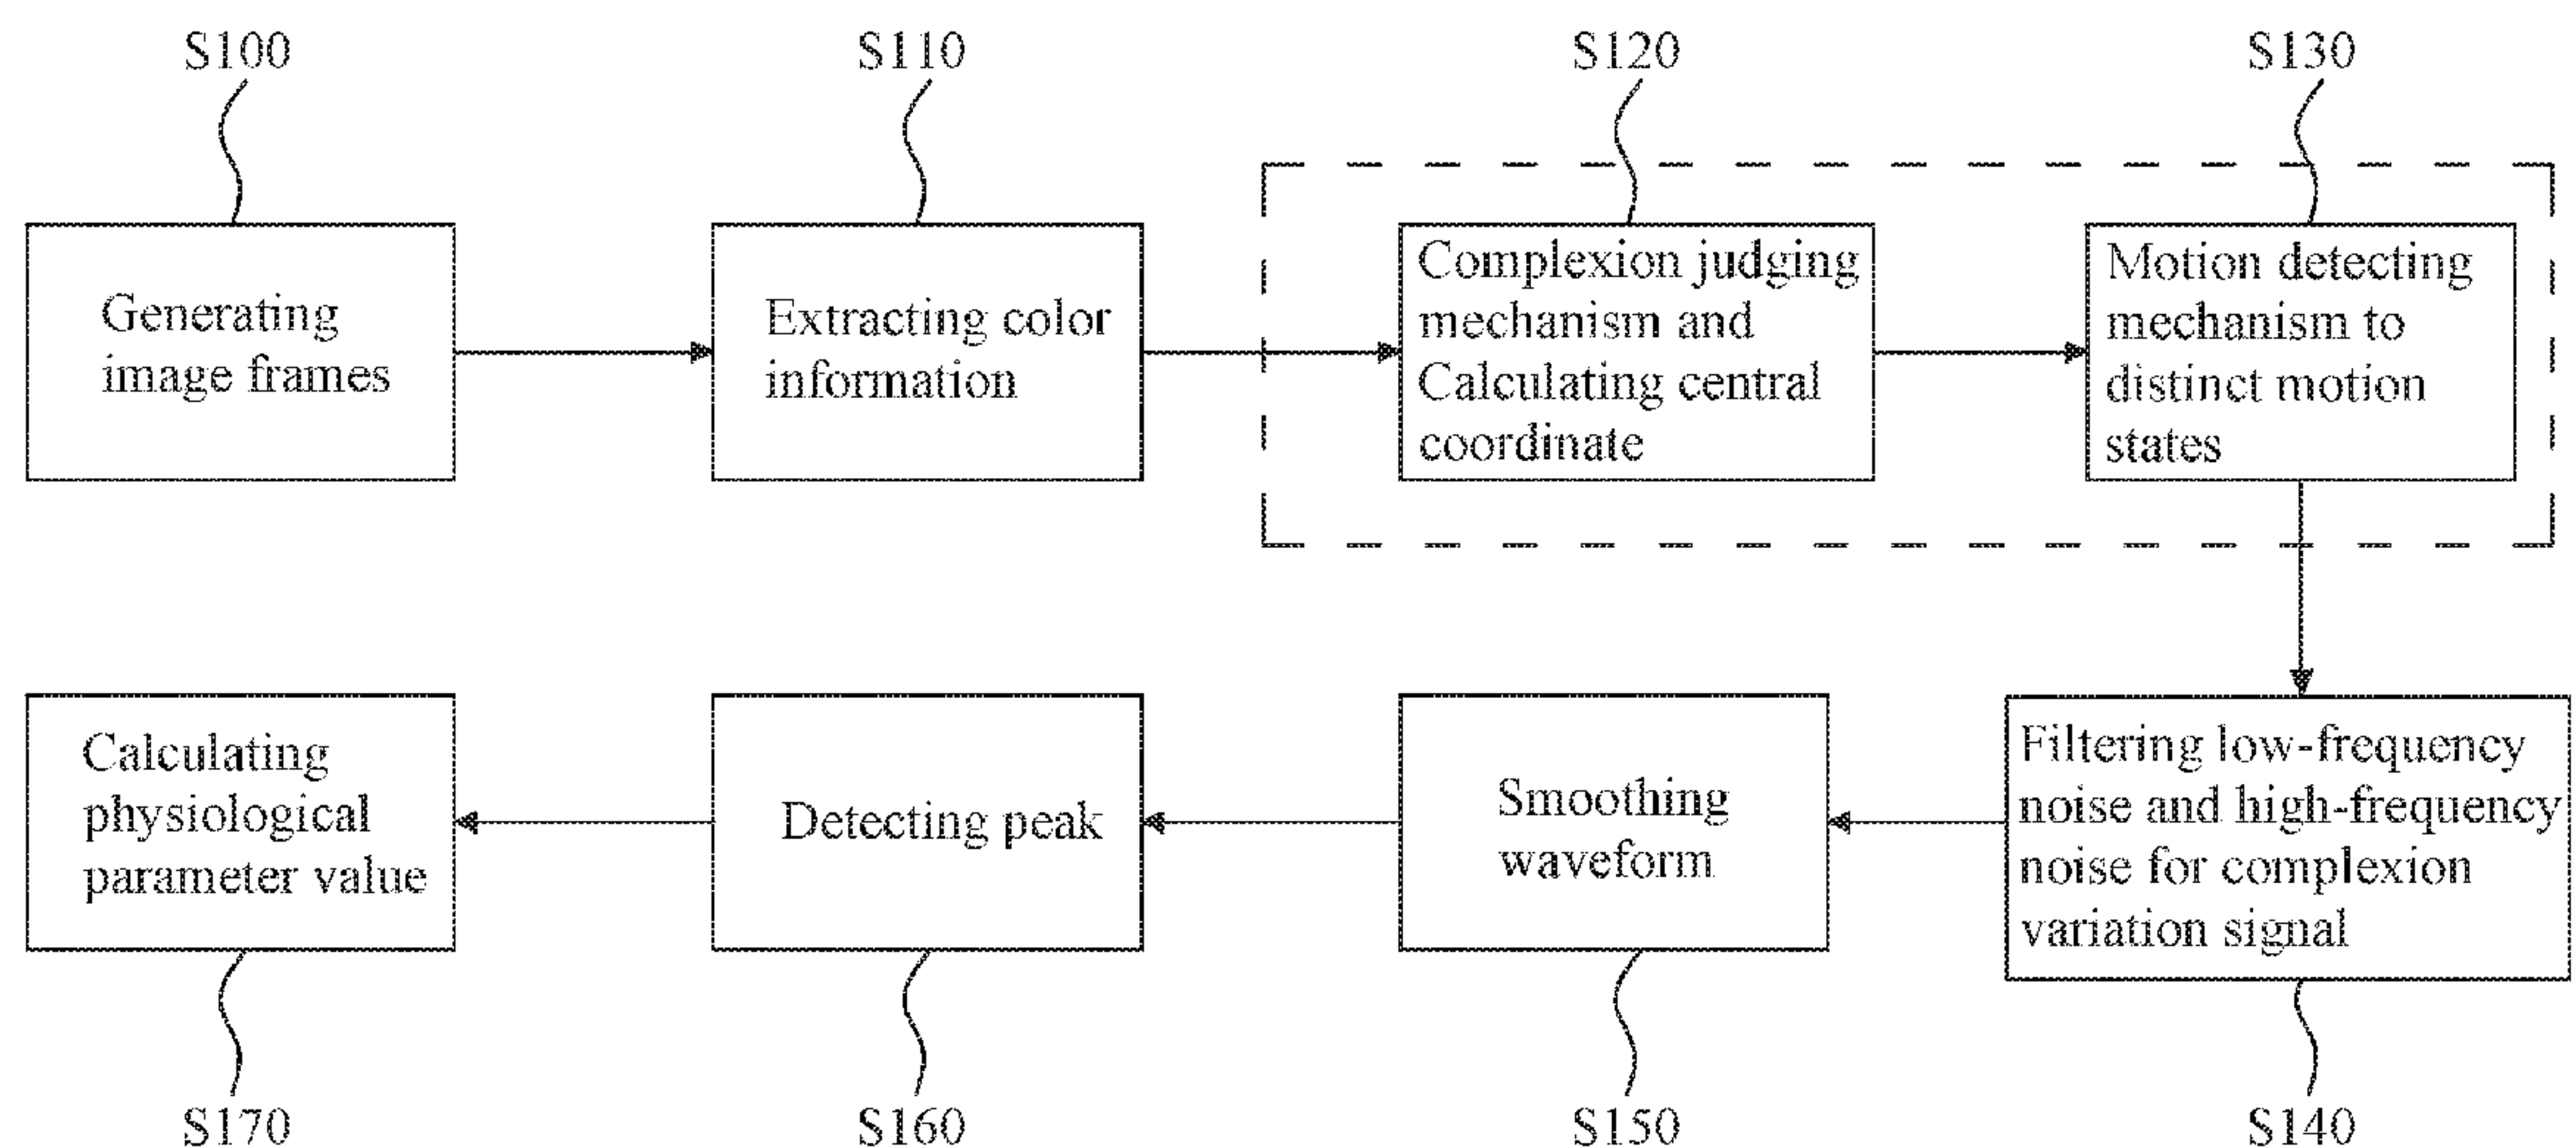 S100
S110
S120
S130
Generating
image frames
Extracting color
information
Complexion judging
mechanism and
Calculating central
coordinate
Motion detecting
mechanism to
distinct motion
states
Calculating
physiological
parameter value
Detecting peak
Smoothing
waveform
Filtering low-frequency
noise and high-frequency
noise for complexion
variation signal
S170
S160
S150
S140